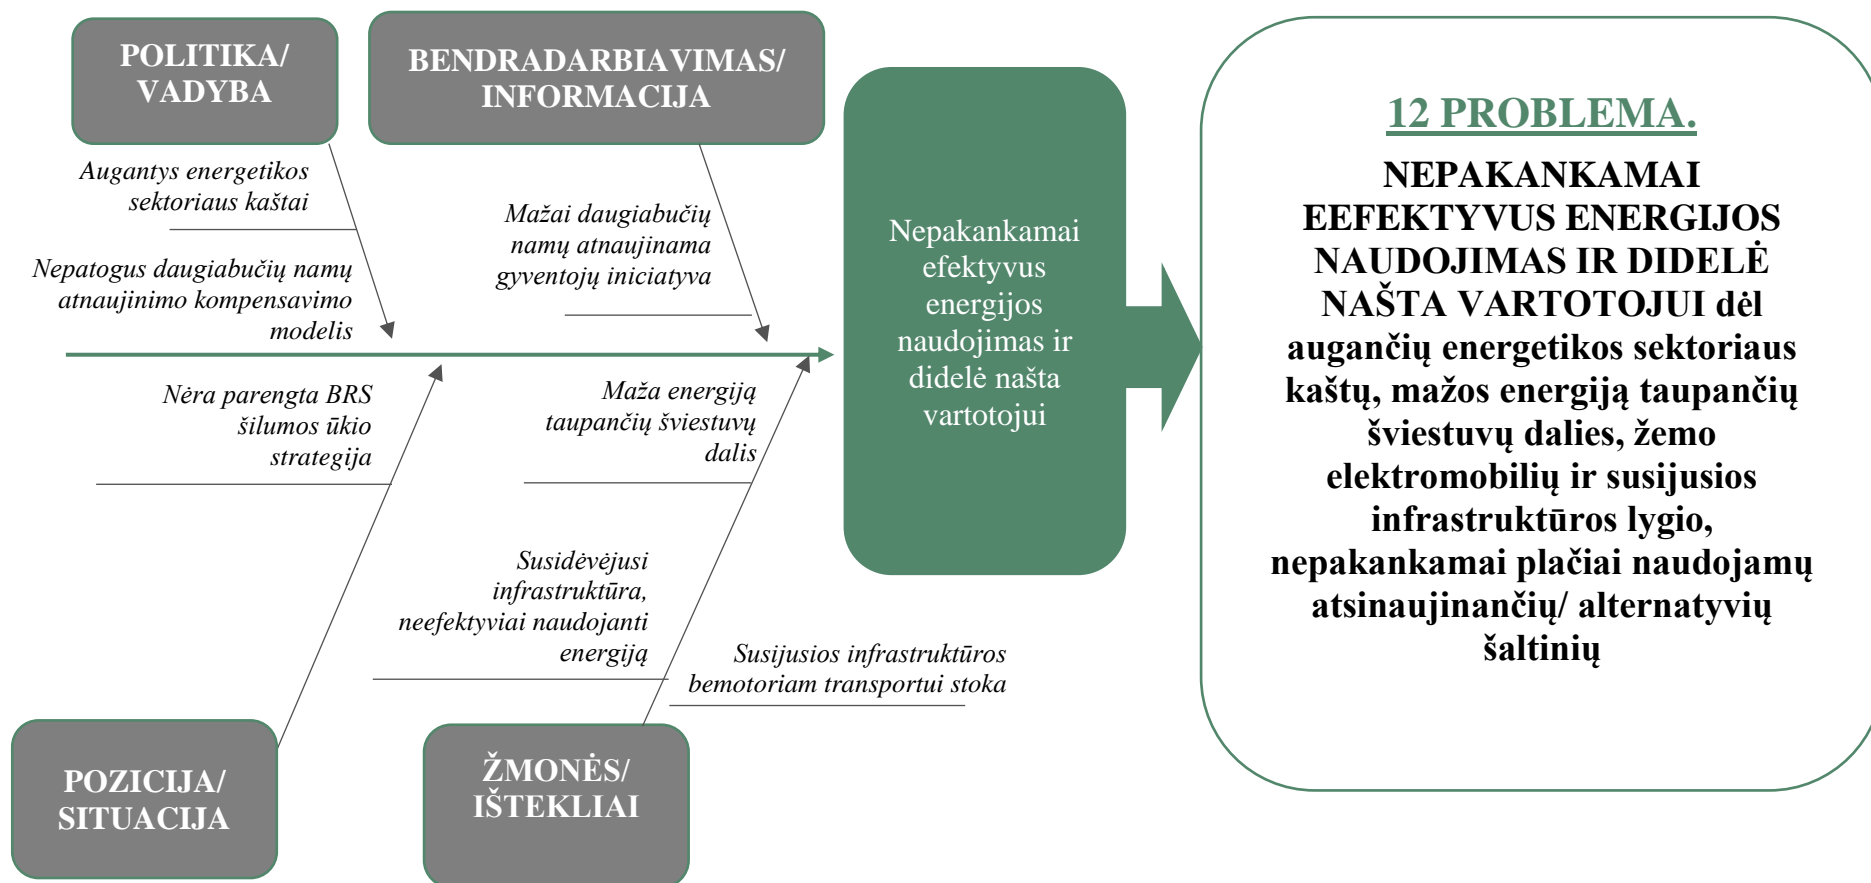 POLITIKA/
VADYBA
BENDRADARBIAVIMAS/
INFORMACIJA
Augantys energetikos
sektoriaus kaštai
Nepatogus daugiabučių namų
atnaujinimo kompensavimo
modelis
Mažai daugiabučių
namų atnaujinama
gyventojų iniciatyva
Nėra parengta BRS
šilumos ūkio
strategija
Maža energiją
taupančių šviestuvų
dalis
Susidėvėjusi
infrastruktūra,
neefektyviai naudojanti
energiją
Susijusios infrastruktūros
bemotoriam transportui stoka
POZICIJA/
SITUACIJA
ŽMONĖS/
IŠTEKLIAI
Nepakankamai
efektyvus
energijos
naudojimas ir
didelė našta
vartotojui
12 PROBLEMA.
NEPAKANKAMAI
EEFEKTYVUS ENERGIJOS
NAUDOJIMAS IR DIDELĖ
NAŠTA VARTOTOJUI dėl
augančių energetikos sektoriaus
kaštų, mažos energiją taupančių
šviestuvų dalies, žemo
elektromobilių ir susijusios
infrastruktūros lygio,
nepakankamai plačiai naudojamų
atsinaujinančių/ alternatyvių
šaltinių